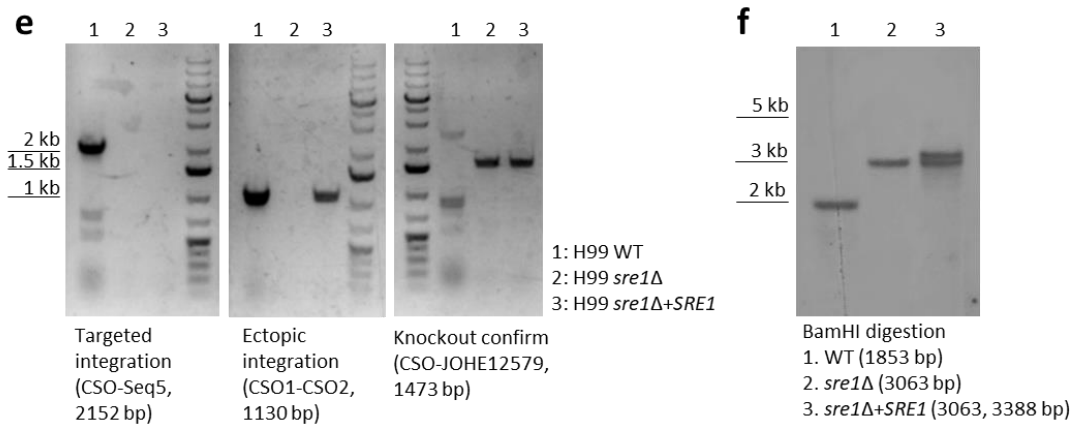 e
1 2 3
1 2 3
1 2 3
2 kb
1.5 kb
1 kb
1: H99 WT
2: H99 sre1Δ
3: H99 sre1Δ+SRE1
Targeted
integration
(CSO-Seq5,
2152 bp)
Ectopic
integration
(CSO1-CSO2,
1130 bp)
Knockout confirm
(CSO-JOHE12579,
1473 bp)
f
1 2 3
5 kb
3 kb
2 kb
BamHI digestion
1. WT (1853 bp)
2. sre1Δ (3063 bp)
3. sre1Δ+SRE1 (3063, 3388 bp)